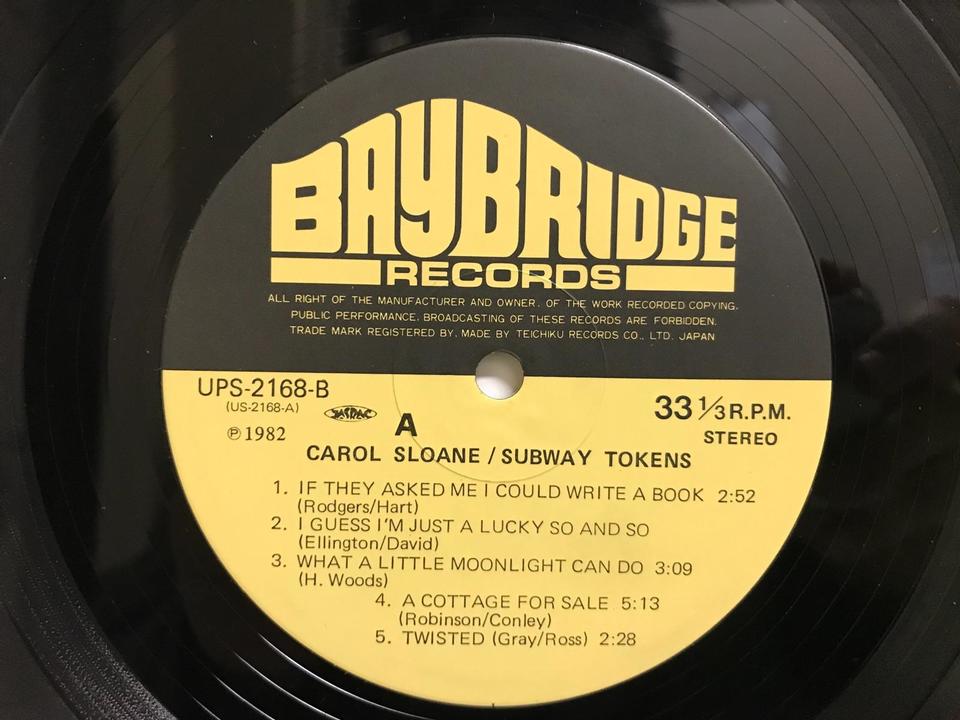 BAYBRIDGE
RECORDS
ALL RIGHT OF THE MANUFACTURER AND OWNER. OF THE WORK RECORDED COPYING.
PUBLIC PERFORMANCE. BROADCASTING OF THESE RECORDS ARE FORBIDDEN.
TRADE MARK REGISTERED BY. MADE BY TEICHIKU RECORDS CO., LTD. JAPAN
UPS-2168-B
(US-2168-A)
JASRAC
℗1982
A
33 1/3 R.P.M.
STEREO
CAROL SLOANE / SUBWAY TOKENS
1. IF THEY ASKED ME I COULD WRITE A BOOK 2:52
(Rodgers/Hart)
2. I GUESS I'M JUST A LUCKY SO AND SO
(Ellington/David)
3. WHAT A LITTLE MOONLIGHT CAN DO 3:09
(H. Woods)
4. A COTTAGE FOR SALE 5:13
(Robinson/Conley)
5. TWISTED (Gray/Ross) 2:28